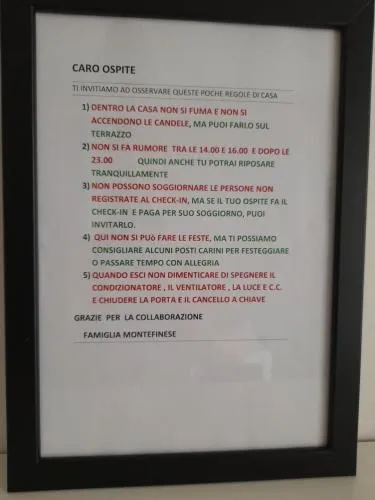 CARO OSPITE
TI INVITIAMO AD OSSERVARE QUESTE POCHE REGOLE DI CASA
1) DENTRO LA CASA NON SI FUMA E NON SI
ACCENDONO LE CANDELE, MA PUOI FARLO SUL
TERRAZZO
2) NON SI FA RUMORE TRA LE 14.00 E 16.00 E DOPO LE
23.00 QUINDI ANCHE TU POTRAI RIPOSARE
TRANQUILLAMENTE
3) NON POSSONO SOGGIORNARE LE PERSONE NON
REGISTRATE AL CHECK-IN, MA SE IL TUO OSPITE FA IL
CHECK-IN E PAGA PER SUO SOGGIORNO, PUOI
INVITARLO.
4) QUI NON SI PUò FARE LE FESTE, MA TI POSSIAMO
CONSIGLIARE ALCUNI POSTI CARINI PER FESTEGGIARE
O PASSARE TEMPO CON ALLEGRIA
5) QUANDO ESCI NON DIMENTICARE DI SPEGNERE IL
CONDIZIONATORE , IL VENTILATORE , LA LUCE E C.C.
E CHIUDERE LA PORTA E IL CANCELLO A CHIAVE
GRAZIE PER LA COLLABORAZIONE
FAMIGLIA MONTEFINESE